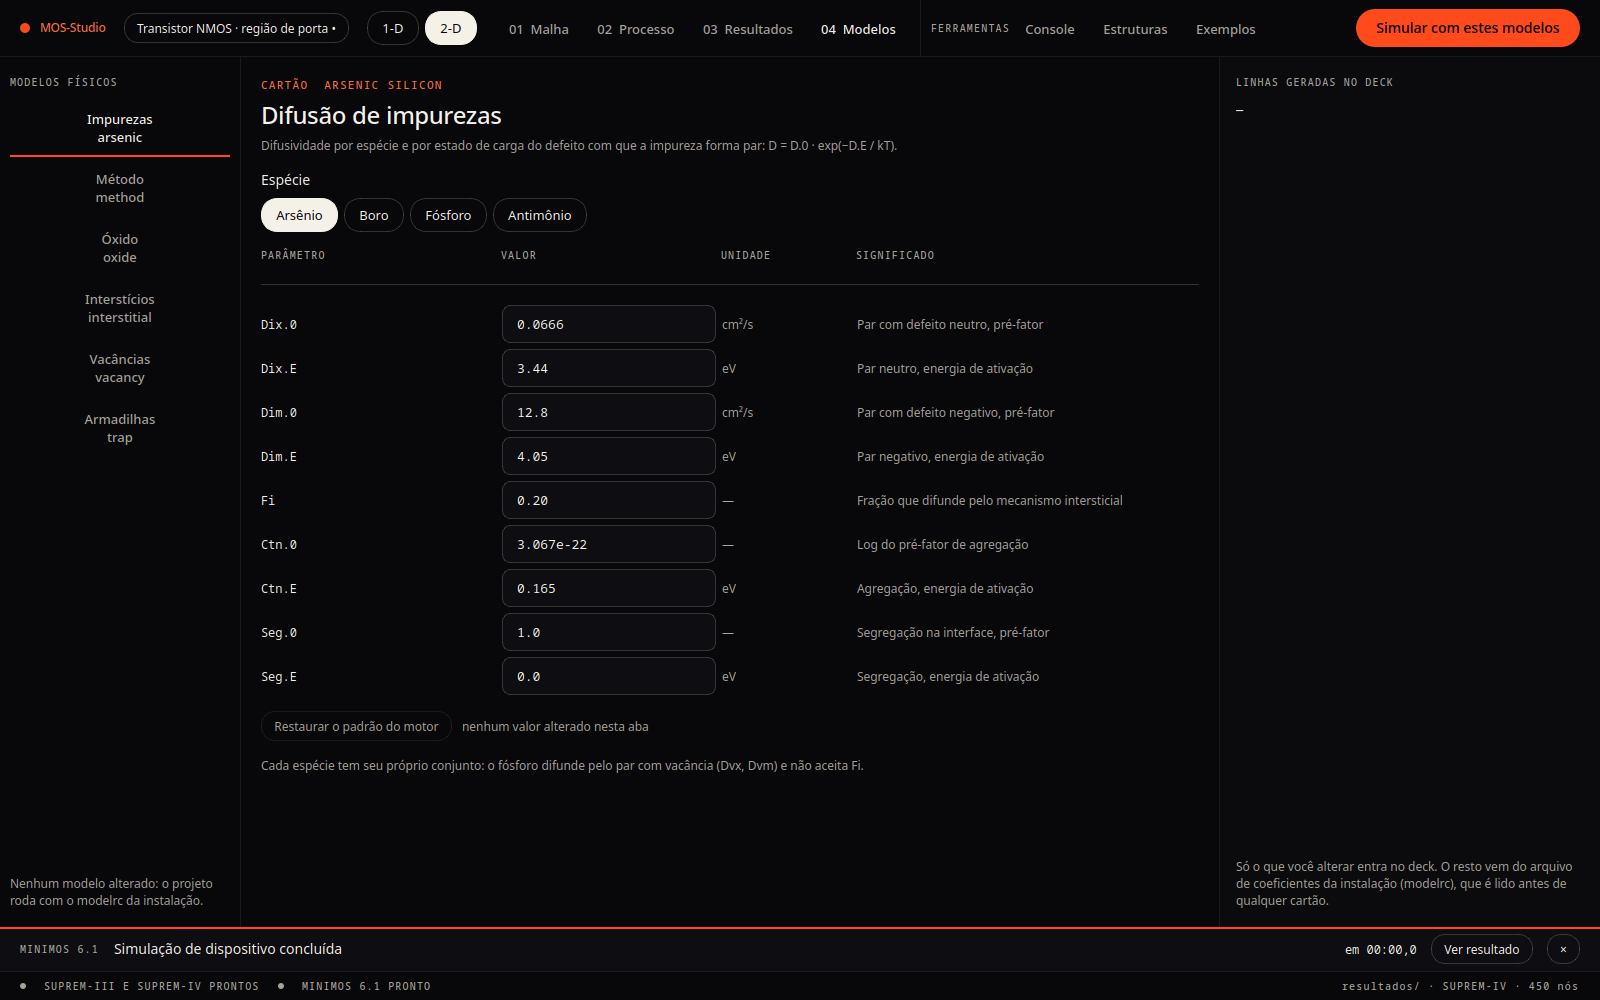 MOS-Studio
Transistor NMOS · região de porta •
1-D
2-D
01 Malha
02 Processo
03 Resultados
04 Modelos
FERRAMENTAS
Console
Estruturas
Exemplos
Simular com estes modelos
MODELOS FÍSICOS
Impurezas
arsenic
Método
method
Óxido
oxide
Interstícios
interstitial
Vacâncias
vacancy
Armadilhas
trap
Nenhum modelo alterado: o projeto
roda com o modelrc da instalação.
CARTÃO ARSENIC SILICON
Difusão de impurezas
Difusividade por espécie e por estado de carga do defeito com que a impureza forma par: D = D.0 · exp(−D.E / kT).
Espécie
Arsênio
Boro
Fósforo
Antimônio
PARÂMETRO VALOR UNIDADE SIGNIFICADO
Dix.0 0.0666 cm²/s Par com defeito neutro, pré-fator
Dix.E 3.44 eV Par neutro, energia de ativação
Dim.0 12.8 cm²/s Par com defeito negativo, pré-fator
Dim.E 4.05 eV Par negativo, energia de ativação
Fi 0.20 — Fração que difunde pelo mecanismo intersticial
Ctn.0 3.067e-22 — Log do pré-fator de agregação
Ctn.E 0.165 eV Agregação, energia de ativação
Seg.0 1.0 — Segregação na interface, pré-fator
Seg.E 0.0 eV Segregação, energia de ativação
Restaurar o padrão do motor
nenhum valor alterado nesta aba
Cada espécie tem seu próprio conjunto: o fósforo difunde pelo par com vacância (Dvx, Dvm) e não aceita Fi.
LINHAS GERADAS NO DECK
—
Só o que você alterar entra no deck. O resto vem do arquivo
de coeficientes da instalação (modelrc), que é lido antes de
qualquer cartão.
MINIMOS 6.1 Simulação de dispositivo concluída
em 00:00,0
Ver resultado
×
SUPREM-III E SUPREM-IV PRONTOS
MINIMOS 6.1 PRONTO
resultados/ · SUPREM-IV · 450 nós